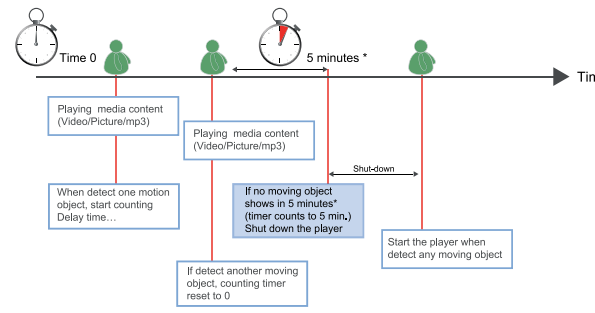 Time 0
5 minutes *
Tim
Playing media content
(Video/Picture/mp3)
Playing media content
(Video/Picture/mp3)
Shut-down
When detect one motion
object, start counting
Delay time…
If no moving object
shows in 5 minutes*
(timer counts to 5 min.)
Shut down the player
Start the player when
detect any moving object
If detect another moving
object, counting timer
reset to 0